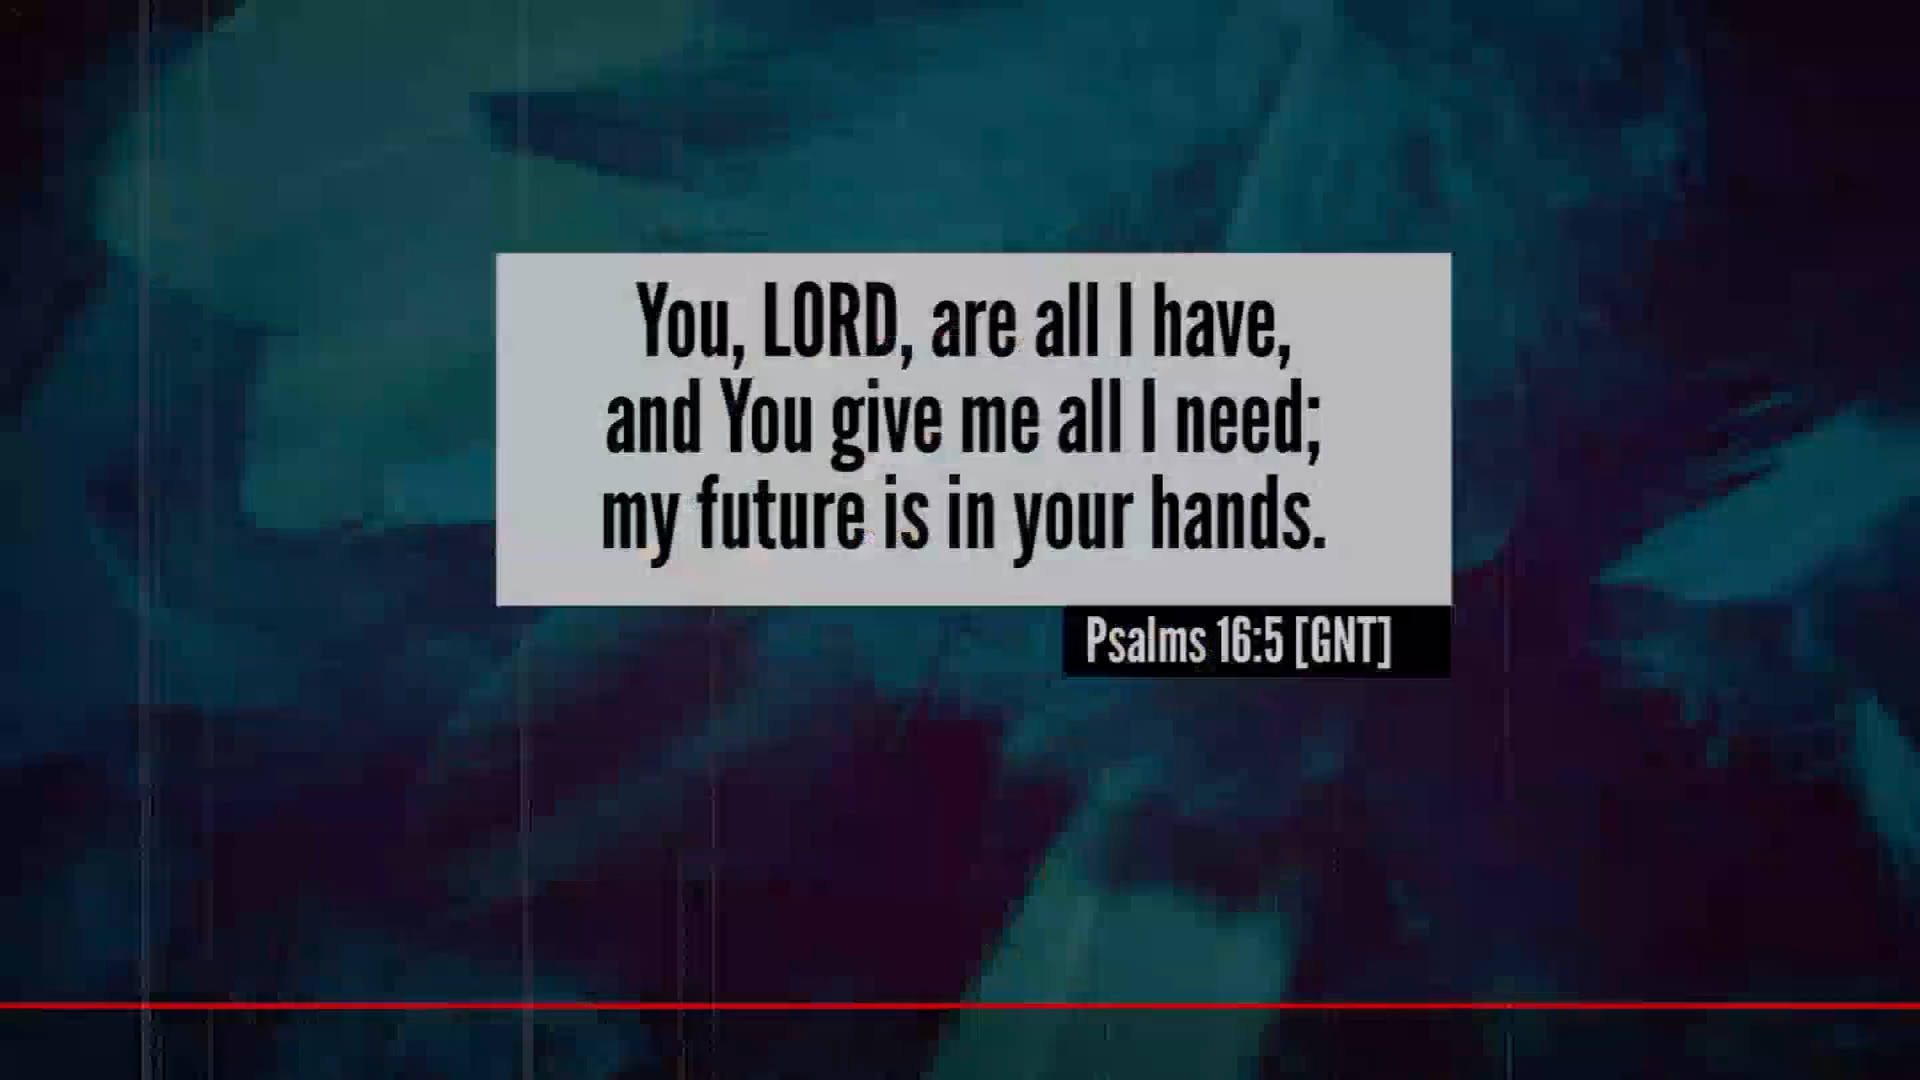 You, LORD, are all I have,
and You give me all I need;
my future is in your hands.
Psalms 16:5 [GNT]